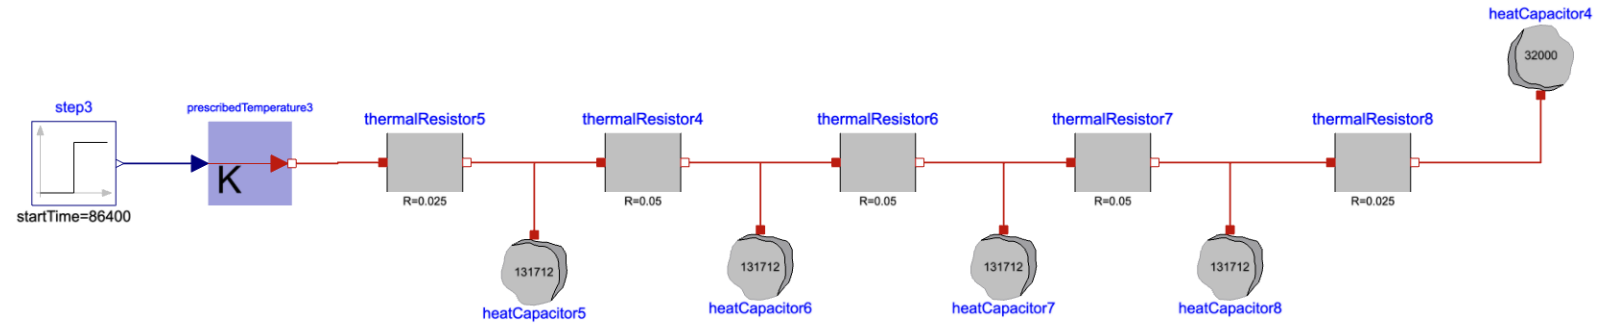 heatCapacitor4
32000
step3
prescribedTemperature3
thermalResistor5
thermalResistor4
thermalResistor6
thermalResistor7
thermalResistor8
K
startTime=86400
R=0.025
R=0.05
R=0.05
R=0.05
R=0.025
131712
131712
131712
131712
heatCapacitor5
heatCapacitor6
heatCapacitor7
heatCapacitor8